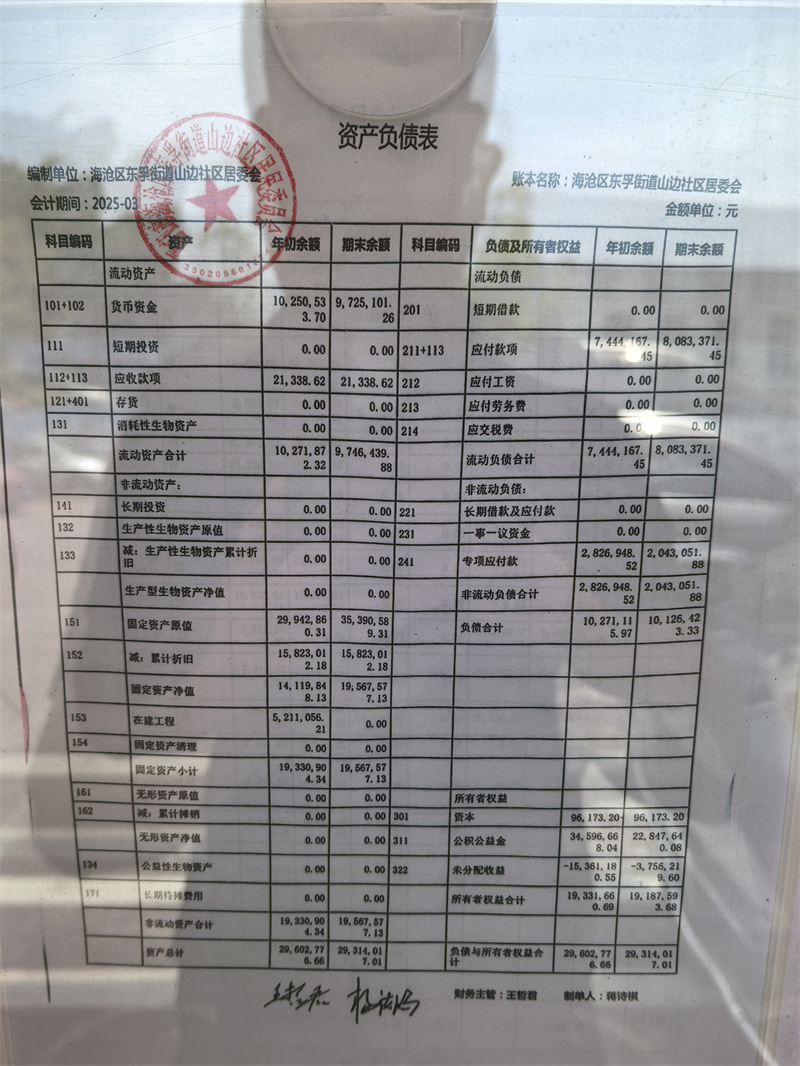 资产负债表
编制单位：海沧区东孚街道山边社区居委会 账本名称：海沧区东孚街道山边社区居委会
会计期间：2025-03 金额单位：元
科目编码 资产 年初余额 期末余额 科目编码 负债及所有者权益 年初余额 期末余额
流动资产 流动负债
101+102 货币资金 10,250,533.70 9,725,101.26 201 短期借款 0.00 0.00
111 短期投资 0.00 0.00 211+113 应付款项 7,444,167.45 8,083,371.45
112+113 应收款项 21,338.62 21,338.62 212 应付工资 0.00 0.00
121+401 存货 0.00 0.00 213 应付劳务费 0.00 0.00
131 消耗性生物资产 0.00 0.00 214 应交税费 0.00 0.00
流动资产合计 10,271,872.32 9,746,439.88 流动负债合计 7,444,167.45 8,083,371.45
非流动资产： 非流动负债：
141 长期投资 0.00 0.00 221 长期借款及应付款 0.00 0.00
132 生产性生物资产原值 0.00 0.00 231 一事一议资金 0.00 0.00
133 减：生产性生物资产累计折旧 0.00 0.00 241 专项应付款 2,826,948.52 2,043,051.88
生产型生物资产净值 0.00 0.00 非流动负债合计 2,826,948.52 2,043,051.88
151 固定资产原值 29,942,860.31 35,390,589.31 负债合计 10,271,115.97 10,126,423.33
152 减：累计折旧 15,823,012.18 15,823,012.18
固定资产净值 14,119,848.13 19,567,577.13
153 在建工程 5,211,056.21 0.00
154 固定资产清理 0.00 0.00
固定资产小计 19,330,904.34 19,567,577.13
161 无形资产原值 0.00 0.00 所有者权益
162 减：累计摊销 0.00 0.00 301 资本 96,173.20 96,173.20
无形资产净值 0.00 0.00 311 公积公益金 34,596,668.04 22,847,640.08
134 公益性生物资产 0.00 0.00 322 未分配收益 -15,361,180.55 -3,756,219.60
171 长期待摊费用 0.00 0.00 所有者权益合计 19,331,660.69 19,187,593.68
非流动资产合计 19,330,904.34 19,567,577.13
资产总计 29,602,776.66 29,314,017.01 负债与所有者权益合计 29,602,776.66 29,314,017.01
财务主管：王哲君 制单人：蒋诗祺